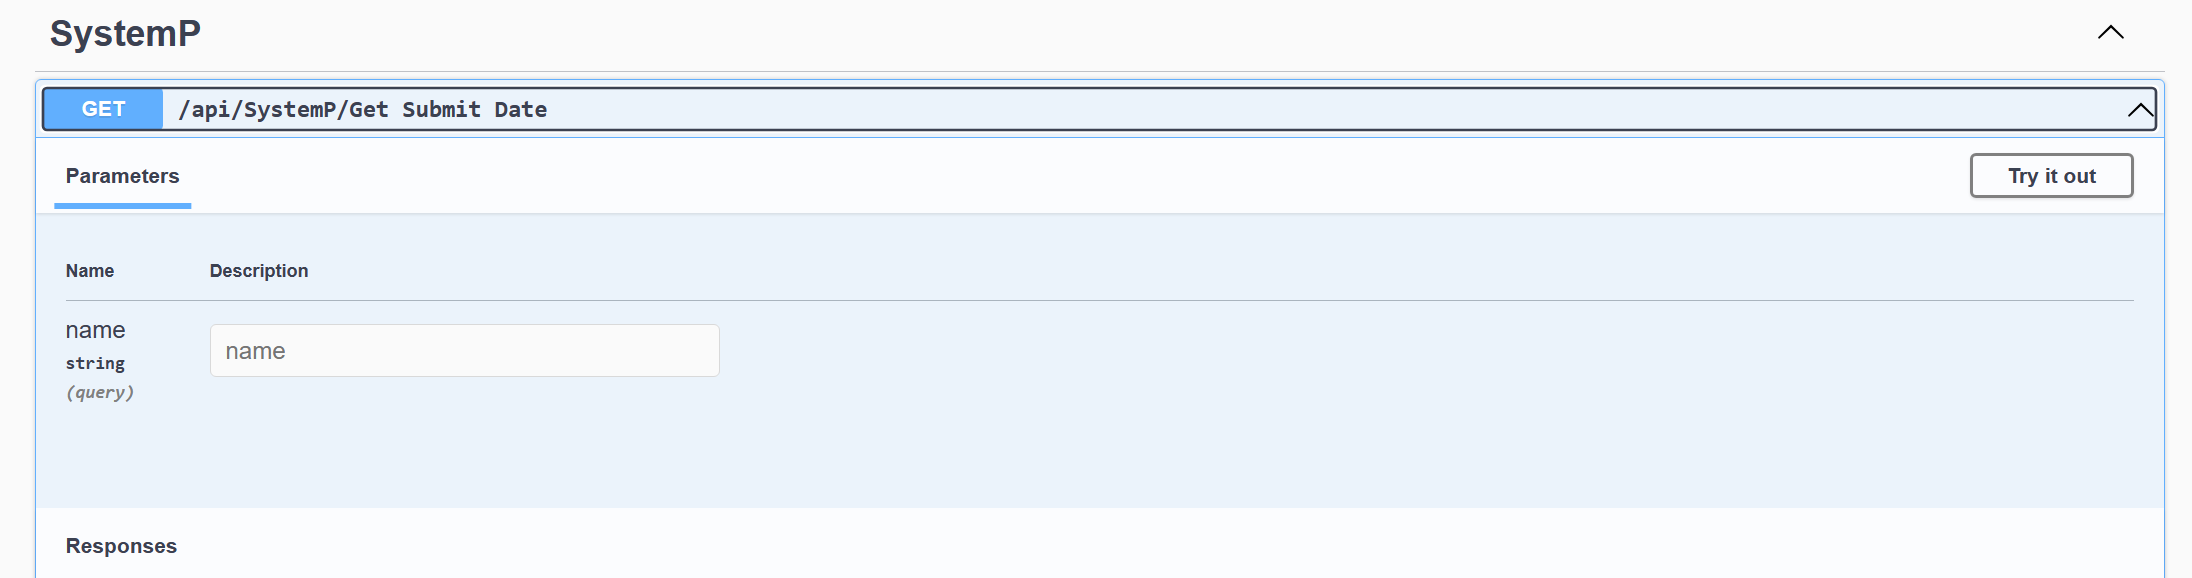 SystemP
GET /api/SystemP/Get Submit Date
Parameters
Try it out
Name Description
name
string
(query)
name
Responses